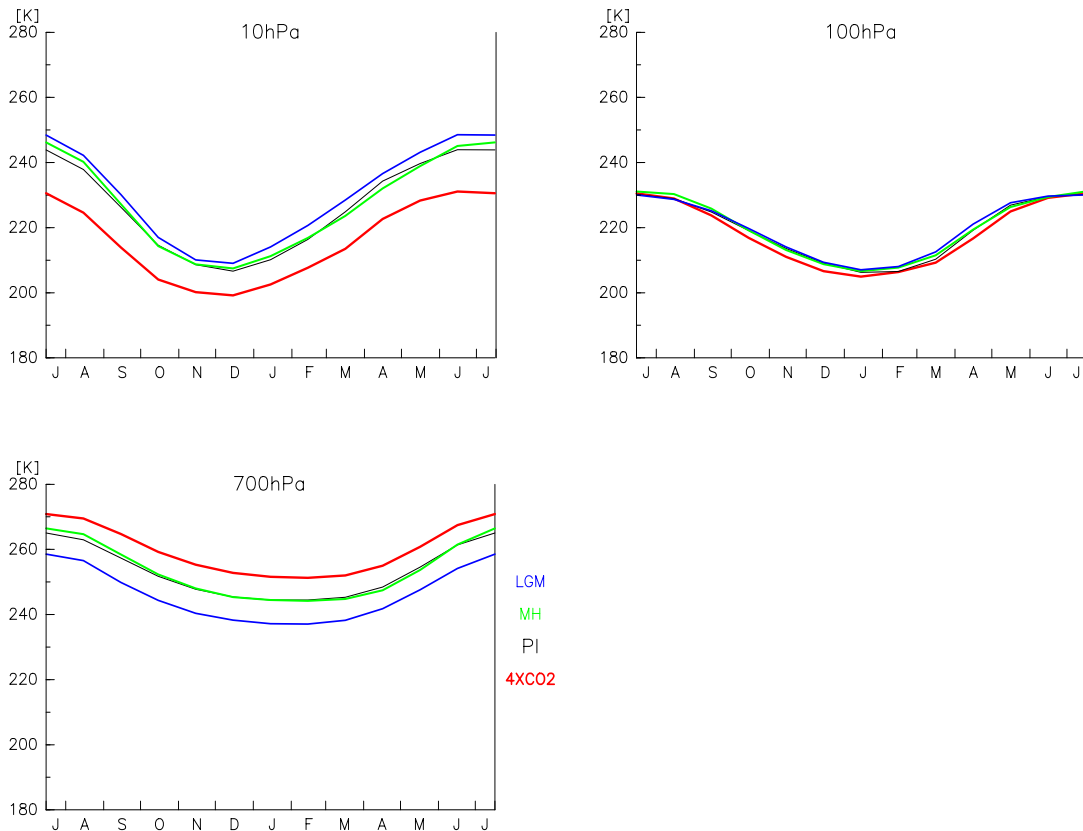 [K]
10hPa
280
260
240
220
200
180
J A S O N D J F M A M J J
[K]
100hPa
280
260
240
220
200
180
J A S O N D J F M A M J J
[K]
700hPa
280
260
240
220
200
180
J A S O N D J F M A M J J
LGM
MH
PI
4XCO2